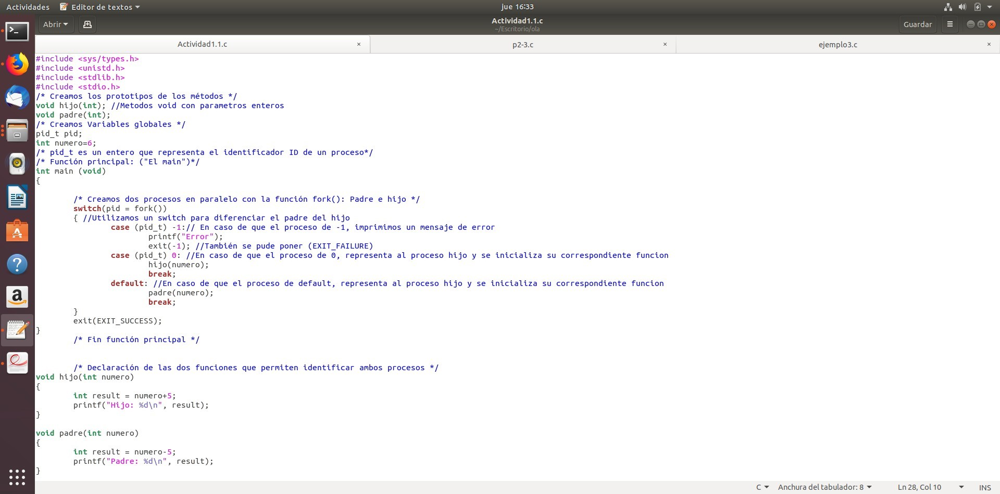 Actividades Editor de textos jue 16:33
Abrir Actividad1.1.c Guardar
~/Escritorio/ola
Actividad1.1.c × p2-3.c × ejemplo3.c ×
#include <sys/types.h>
#include <unistd.h>
#include <stdlib.h>
#include <stdio.h>
/* Creamos los prototipos de los métodos */
void hijo(int); //Metodos void con parametros enteros
void padre(int);
/* Creamos Variables globales */
pid_t pid;
int numero=6;
/* pid_t es un entero que representa el identificador ID de un proceso*/
/* Función principal: ("El main")*/
int main (void)
{
/* Creamos dos procesos en paralelo con la función fork(): Padre e hijo */
switch(pid = fork())
{ //Utilizamos un switch para diferenciar el padre del hijo
case (pid_t) -1:// En caso de que el proceso de -1, imprimimos un mensaje de error
printf("Error");
exit(-1); //También se pude poner (EXIT_FAILURE)
case (pid_t) 0: //En caso de que el proceso de 0, representa al proceso hijo y se inicializa su correspondiente funcion
hijo(numero);
break;
default: //En caso de que el proceso de default, representa al proceso hijo y se inicializa su correspondiente funcion
padre(numero);
break;
}
exit(EXIT_SUCCESS);
}
/* Fin función principal */
/* Declaración de las dos funciones que permiten identificar ambos procesos */
void hijo(int numero)
{
int result = numero+5;
printf("Hijo: %d\n", result);
}
void padre(int numero)
{
int result = numero-5;
printf("Padre: %d\n", result);
}
C Anchura del tabulador: 8 Ln 28, Col 10 INS